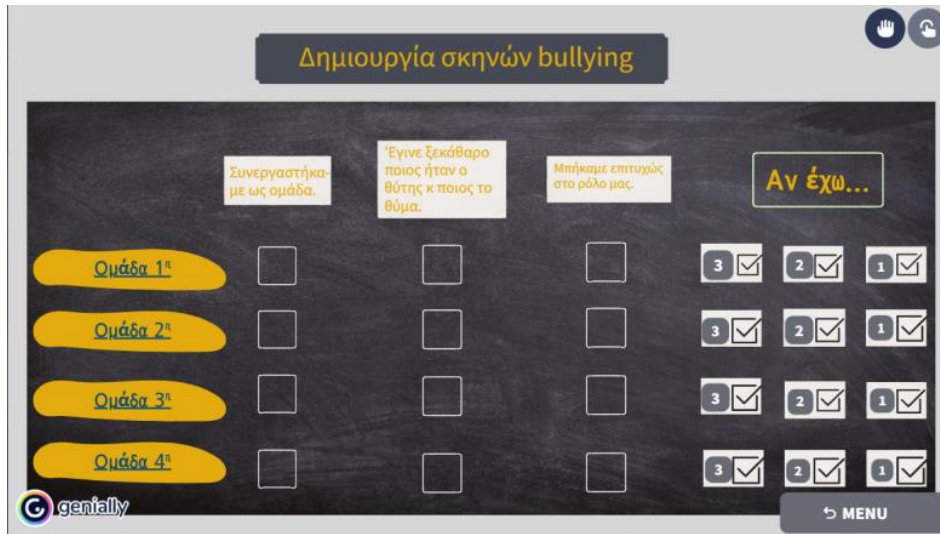 Δημιουργία σκηνών bullying
Συνεργαστήκα-
με ως ομάδα.
Έγινε ξεκάθαρο
ποιος ήταν ο
θύτης κ ποιος το
θύμα.
Μπήκαμε επιτυχώς
στο ρόλο μας.
Αν έχω...
Ομάδα 1η
3 2 1
Ομάδα 2η
3 2 1
Ομάδα 3η
3 2 1
Ομάδα 4η
3 2 1
genially
MENU